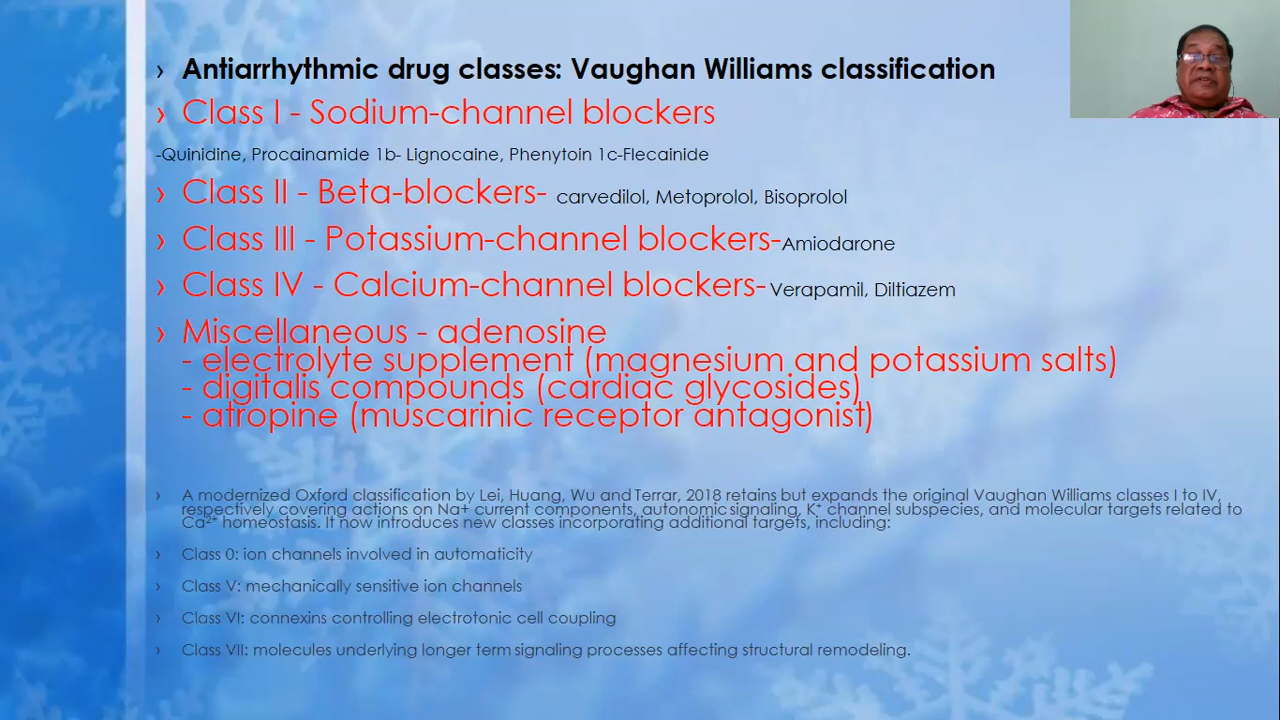 › Antiarrhythmic drug classes: Vaughan Williams classification
› Class I - Sodium-channel blockers
-Quinidine, Procainamide 1b- Lignocaine, Phenytoin 1c-Flecainide
› Class II - Beta-blockers- carvedilol, Metoprolol, Bisoprolol
› Class III - Potassium-channel blockers-Amiodarone
› Class IV - Calcium-channel blockers- Verapamil, Diltiazem
› Miscellaneous - adenosine
- electrolyte supplement (magnesium and potassium salts)
- digitalis compounds (cardiac glycosides)
- atropine (muscarinic receptor antagonist)
› A modernized Oxford classification by Lei, Huang, Wu and Terrar, 2018 retains but expands the original Vaughan Williams classes I to IV,
respectively covering actions on Na+ current components, autonomic signaling, K⁺ channel subspecies, and molecular targets related to
Ca²⁺ homeostasis. It now introduces new classes incorporating additional targets, including:
› Class 0: ion channels involved in automaticity
› Class V: mechanically sensitive ion channels
› Class VI: connexins controlling electrotonic cell coupling
› Class VII: molecules underlying longer term signaling processes affecting structural remodeling.